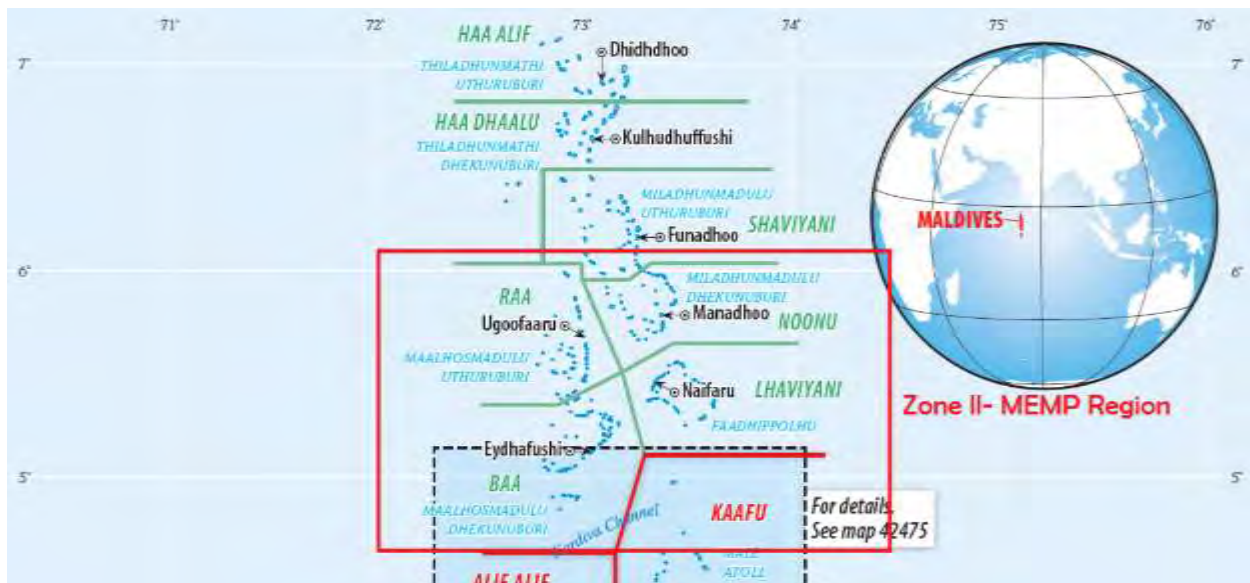 71°
72°
73°
74°
75°
76°
7°
7°
HAA ALIF
Dhidhdhoo
THILADHUNMATHI
UTHURUBURI
HAA DHAALU
Kulhudhuffushi
THILADHUNMATHI
DHEKUNUBURI
MILADHUNMADULU
UTHURUBURI
SHAVIYANI
Funadhoo
MALDIVES
6°
6°
RAA
MILADHUNMADULU
DHEKUNUBURI
Ugoofaaru
Manadhoo
NOONU
MAALHOSMADULU
UTHURUBURI
Naifaru
LHAVIYANI
Zone II- MEMP Region
FAADHIPPOLHU
Eydhafushi
5°
5°
BAA
MAALHOSMADULU
DHEKUNUBURI
Kardiva Channel
KAAFU
For details,
See map 42475
MALE
ATOLL
ALIF ALIF